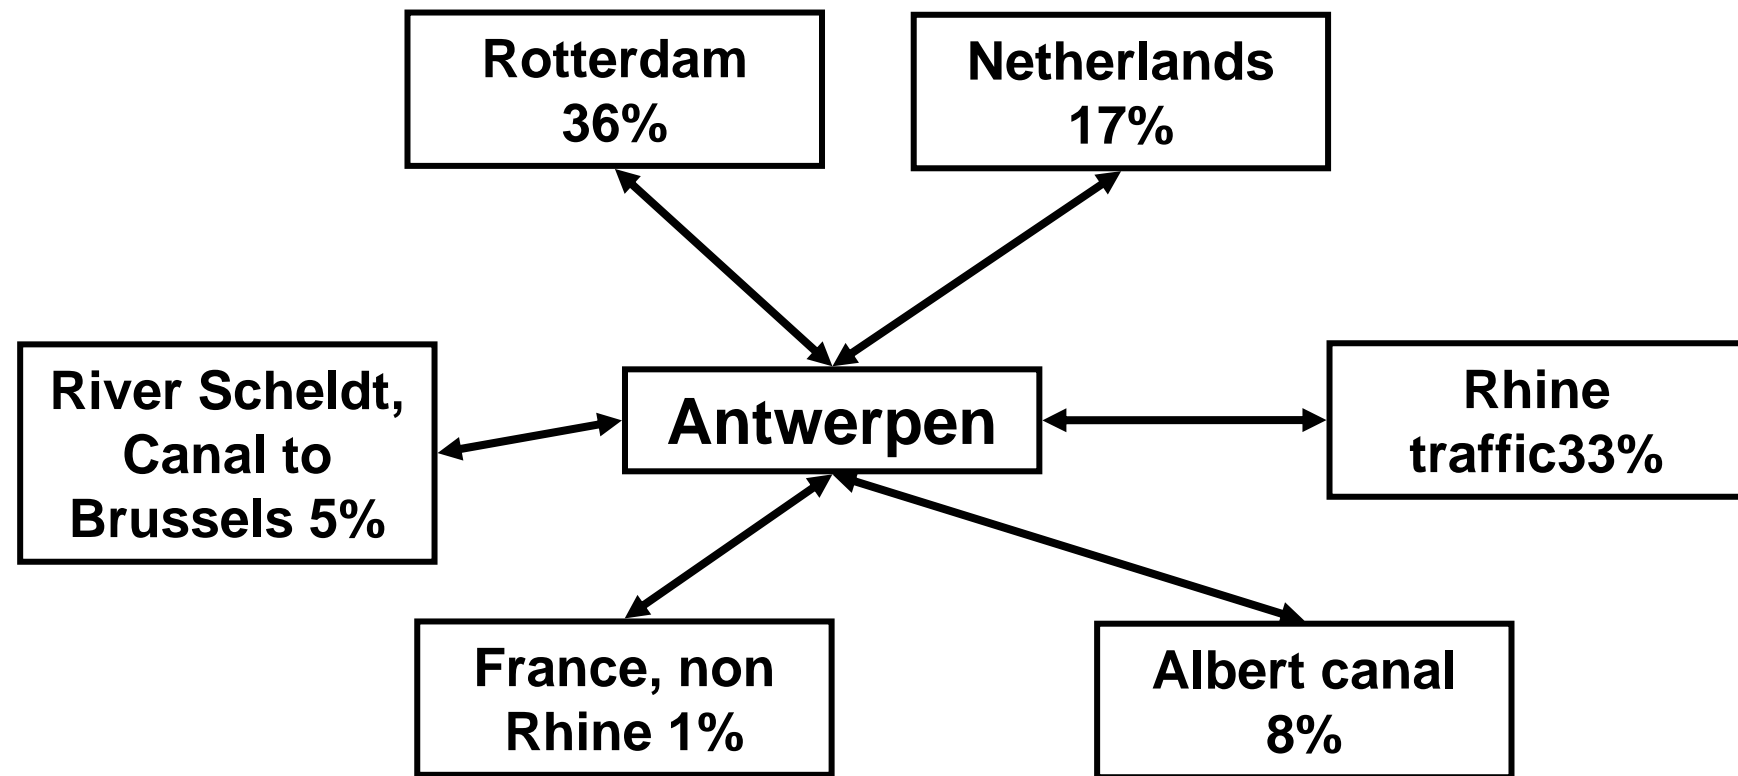 Rotterdam
36%
Netherlands
17%
River Scheldt,
Canal to
Brussels 5%
Antwerpen
Rhine
traffic33%
France, non
Rhine 1%
Albert canal
8%